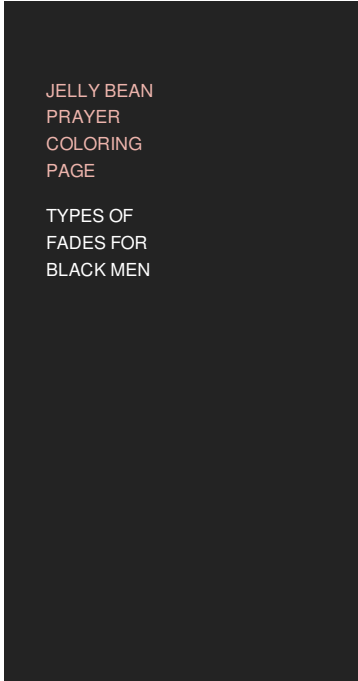 JELLY BEAN
PRAYER
COLORING
PAGE
TYPES OF
FADES FOR
BLACK MEN